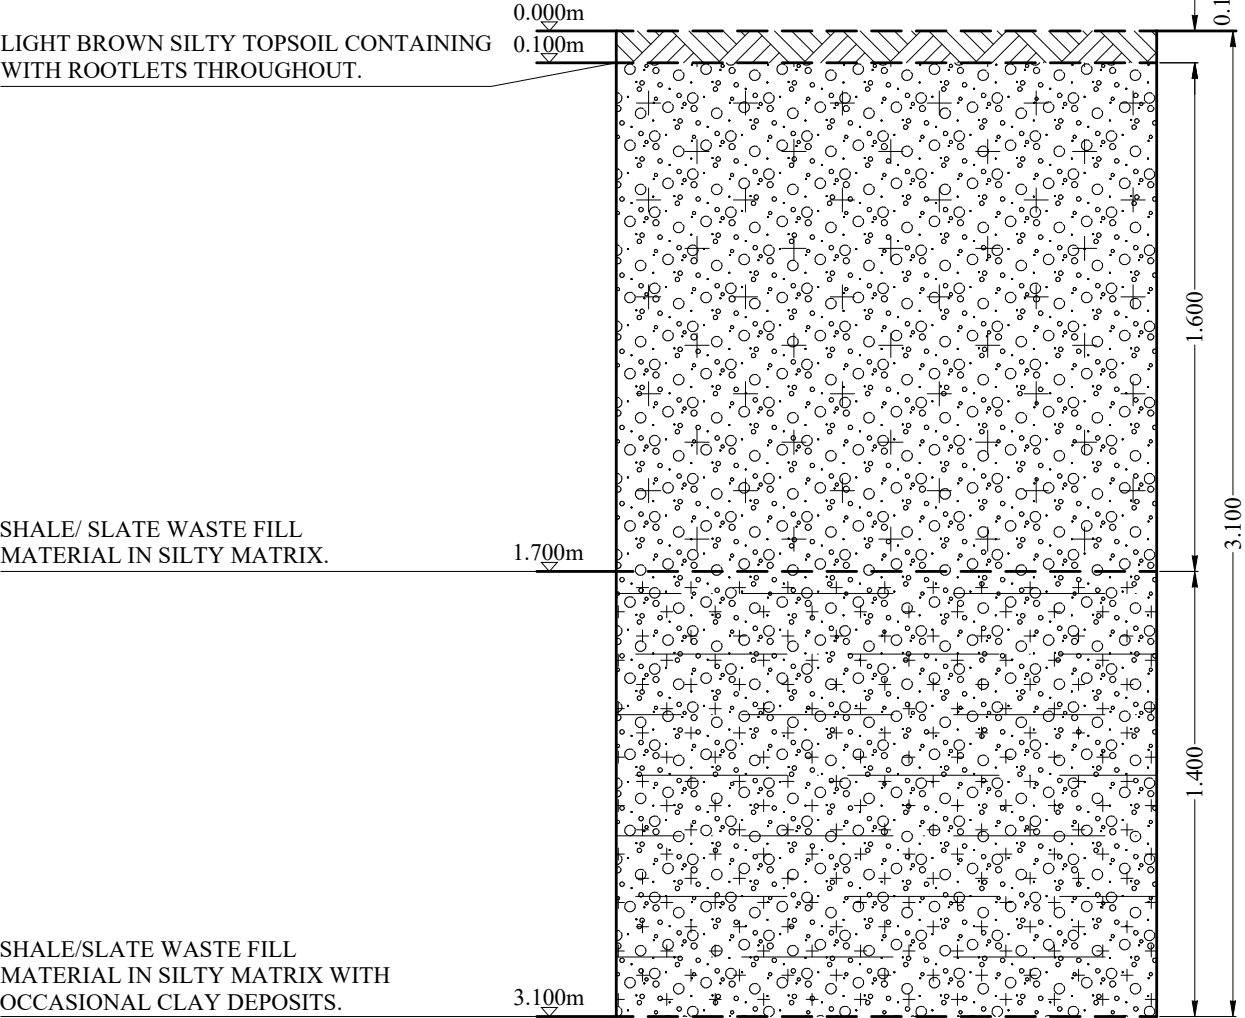 0.000m
LIGHT BROWN SILTY TOPSOIL CONTAINING
0.100m
WITH ROOTLETS THROUGHOUT.
1.600
3.100
SHALE/ SLATE WASTE FILL
MATERIAL IN SILTY MATRIX.
1.700m
1.400
SHALE/SLATE WASTE FILL
MATERIAL IN SILTY MATRIX WITH
OCCASIONAL CLAY DEPOSITS.
3.100m